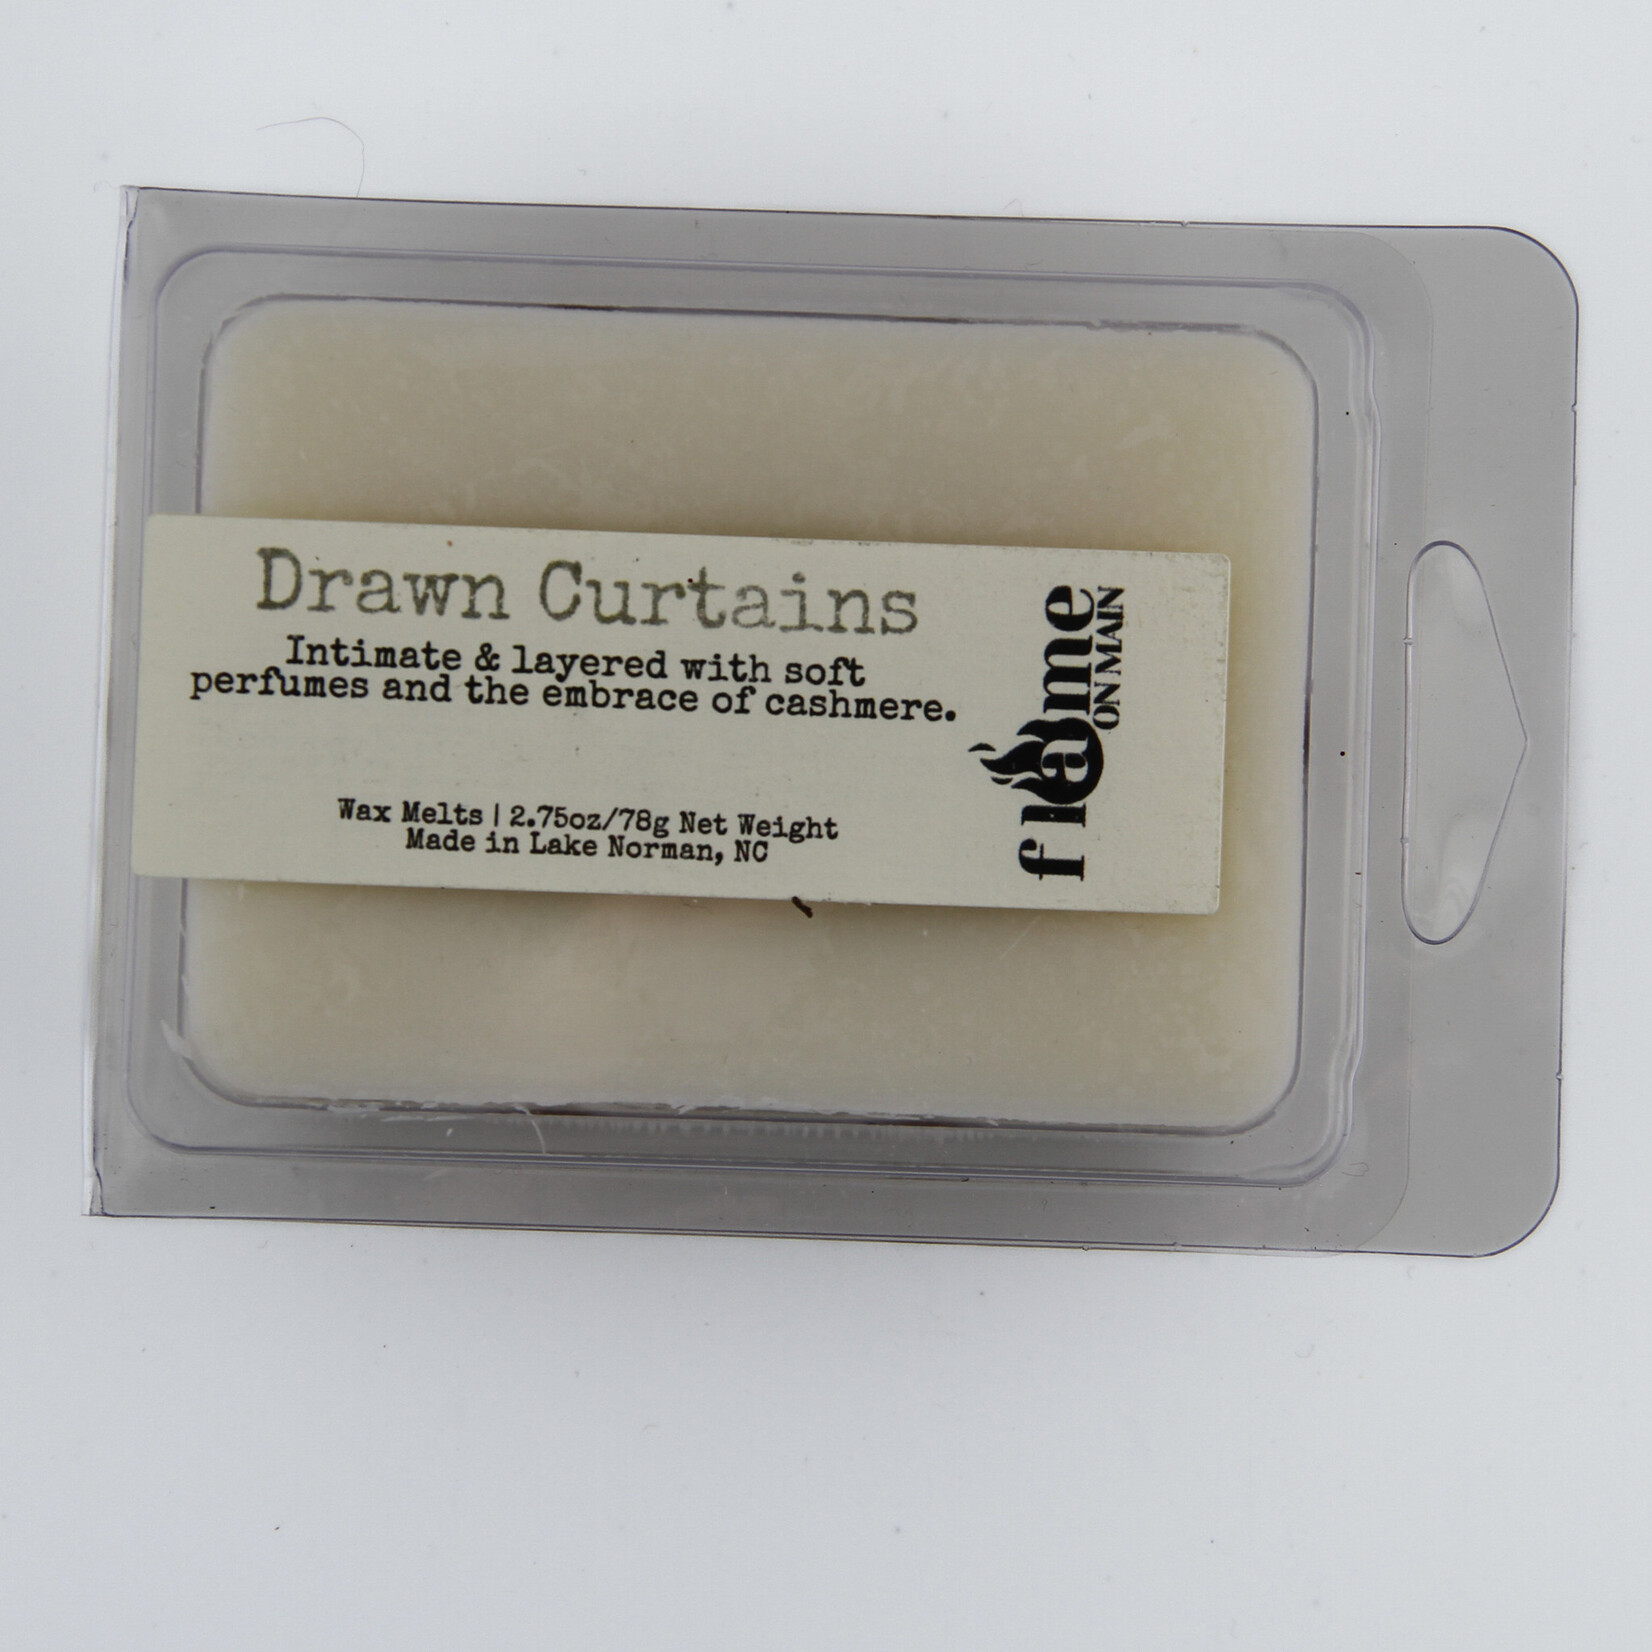 Drawn Curtains
Intimate & layered with soft
perfumes and the embrace of cashmere.
Wax Melts | 2.75oz/78g Net Weight
Made in Lake Norman, NC
flame
ON MAIN